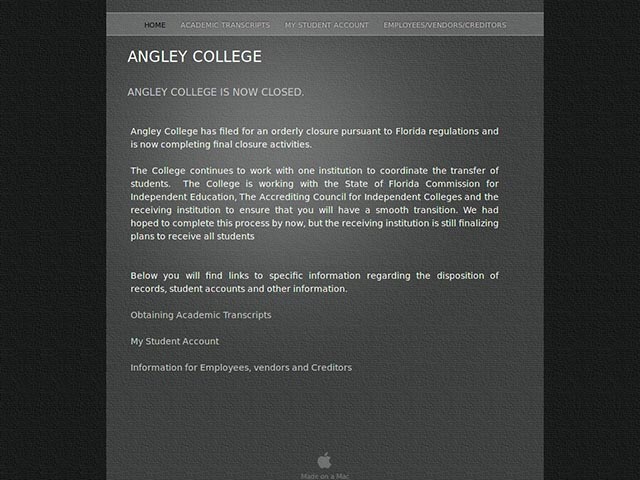 HOME ACADEMIC TRANSCRIPTS MY STUDENT ACCOUNT EMPLOYEES/VENDORS/CREDITORS
ANGLEY COLLEGE
ANGLEY COLLEGE IS NOW CLOSED.
Angley College has filed for an orderly closure pursuant to Florida regulations and
is now completing final closure activities.
The College continues to work with one institution to coordinate the transfer of
students. The College is working with the State of Florida Commission for
Independent Education, The Accrediting Council for Independent Colleges and the
receiving institution to ensure that you will have a smooth transition. We had
hoped to complete this process by now, but the receiving institution is still finalizing
plans to receive all students
Below you will find links to specific information regarding the disposition of
records, student accounts and other information.
Obtaining Academic Transcripts
My Student Account
Information for Employees, vendors and Creditors
Made on a Mac